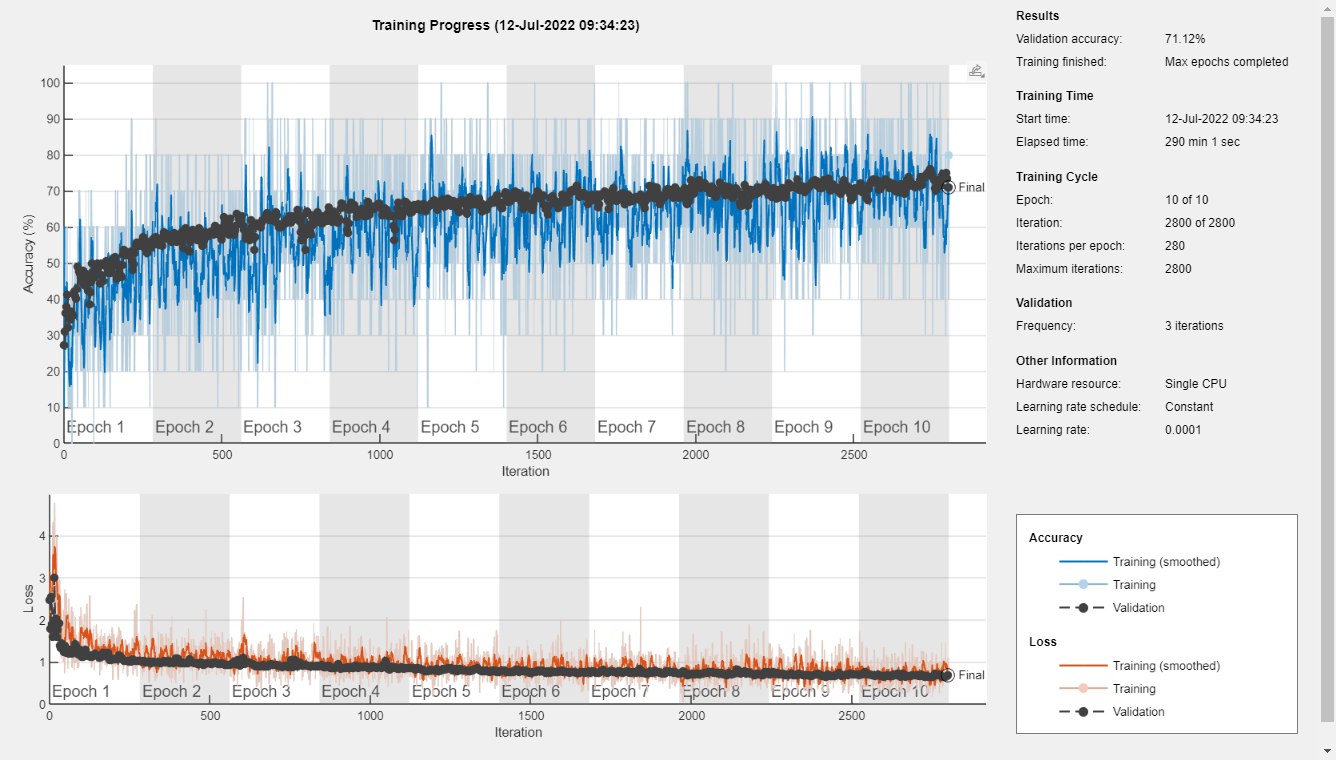 Training Progress (12-Jul-2022 09:34:23)
100
90
80
70
60
50
40
30
20
10
0
Accuracy (%)
Final
Epoch 1 Epoch 2 Epoch 3 Epoch 4 Epoch 5 Epoch 6 Epoch 7 Epoch 8 Epoch 9 Epoch 10
0 500 1000 1500 2000 2500
Iteration
4
3
2
1
0
Loss
Final
Epoch 1 Epoch 2 Epoch 3 Epoch 4 Epoch 5 Epoch 6 Epoch 7 Epoch 8 Epoch 9 Epoch 10
0 500 1000 1500 2000 2500
Iteration
Results
Validation accuracy: 71.12%
Training finished: Max epochs completed
Training Time
Start time: 12-Jul-2022 09:34:23
Elapsed time: 290 min 1 sec
Training Cycle
Epoch: 10 of 10
Iteration: 2800 of 2800
Iterations per epoch: 280
Maximum iterations: 2800
Validation
Frequency: 3 iterations
Other Information
Hardware resource: Single CPU
Learning rate schedule: Constant
Learning rate: 0.0001
Accuracy
Training (smoothed)
Training
Validation
Loss
Training (smoothed)
Training
Validation